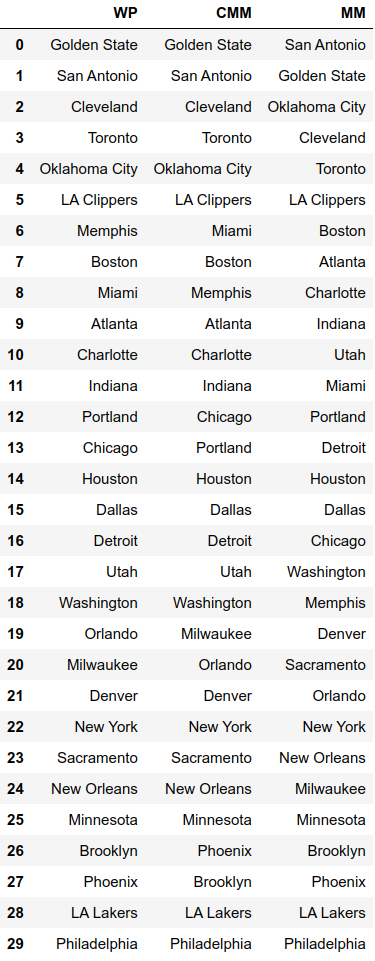 WP CMM MM
0 Golden State Golden State San Antonio
1 San Antonio San Antonio Golden State
2 Cleveland Cleveland Oklahoma City
3 Toronto Toronto Cleveland
4 Oklahoma City Oklahoma City Toronto
5 LA Clippers LA Clippers LA Clippers
6 Memphis Miami Boston
7 Boston Boston Atlanta
8 Miami Memphis Charlotte
9 Atlanta Atlanta Indiana
10 Charlotte Charlotte Utah
11 Indiana Indiana Miami
12 Portland Chicago Portland
13 Chicago Portland Detroit
14 Houston Houston Houston
15 Dallas Dallas Dallas
16 Detroit Detroit Chicago
17 Utah Utah Washington
18 Washington Washington Memphis
19 Orlando Milwaukee Denver
20 Milwaukee Orlando Sacramento
21 Denver Denver Orlando
22 New York New York New York
23 Sacramento Sacramento New Orleans
24 New Orleans New Orleans Milwaukee
25 Minnesota Minnesota Minnesota
26 Brooklyn Phoenix Brooklyn
27 Phoenix Brooklyn Phoenix
28 LA Lakers LA Lakers LA Lakers
29 Philadelphia Philadelphia Philadelphia